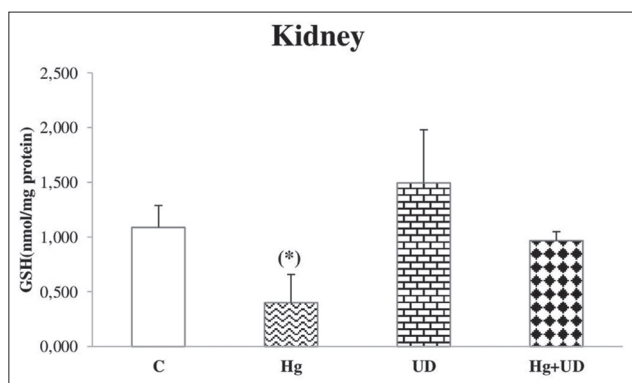 Kidney
GSH(nmol/mg protein)
2,500
2,000
1,500
1,000
0,500
0,000
(*)
C Hg UD Hg+UD